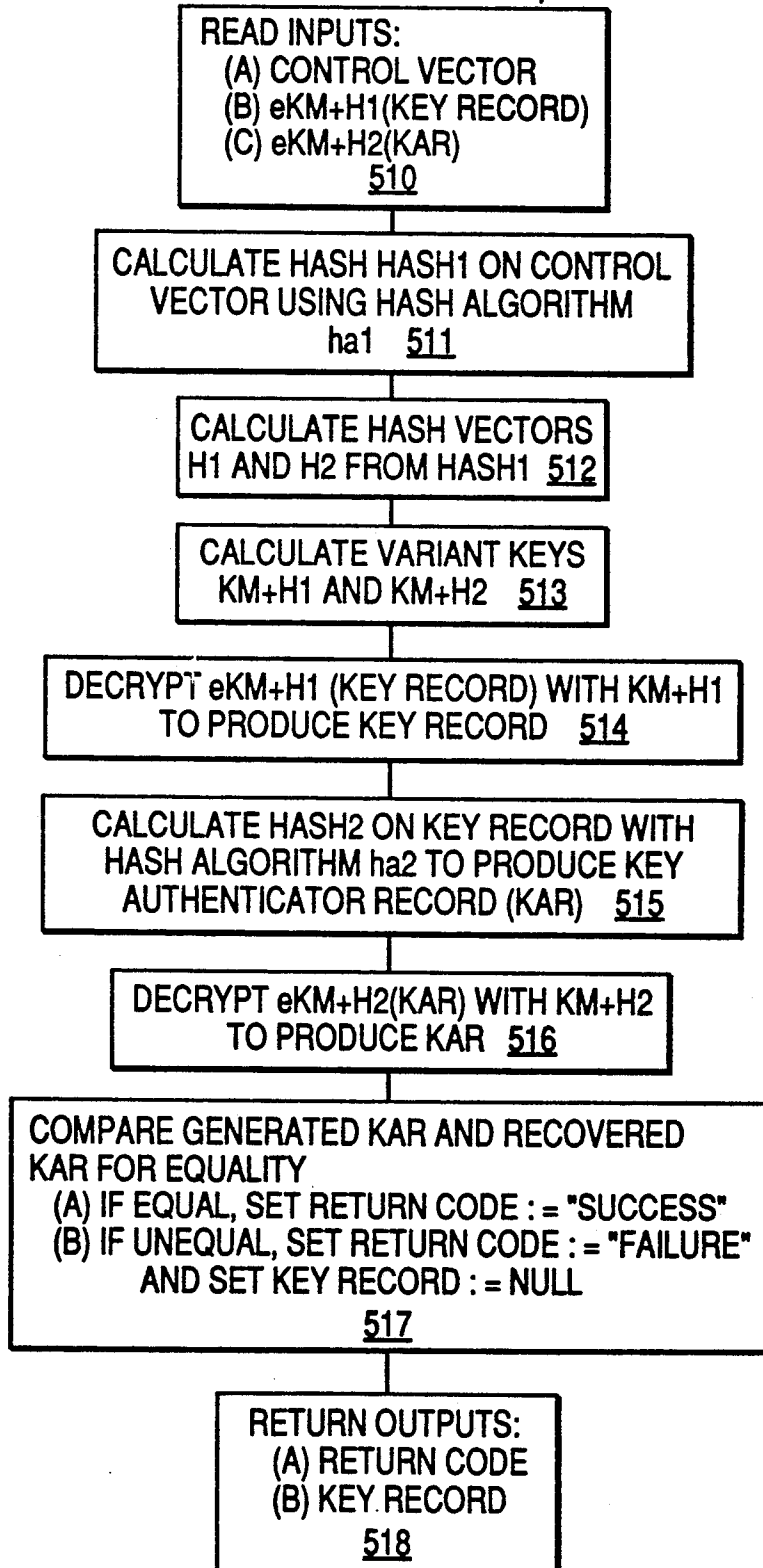 READ INPUTS:
(A) CONTROL VECTOR
(B) eKM+H1(KEY RECORD)
(C) eKM+H2(KAR)
510
CALCULATE HASH HASH1 ON CONTROL
VECTOR USING HASH ALGORITHM
ha1 511
CALCULATE HASH VECTORS
H1 AND H2 FROM HASH1 512
CALCULATE VARIANT KEYS
KM+H1 AND KM+H2 513
DECRYPT eKM+H1 (KEY RECORD) WITH KM+H1
TO PRODUCE KEY RECORD 514
CALCULATE HASH2 ON KEY RECORD WITH
HASH ALGORITHM ha2 TO PRODUCE KEY
AUTHENTICATOR RECORD (KAR) 515
DECRYPT eKM+H2(KAR) WITH KM+H2
TO PRODUCE KAR 516
COMPARE GENERATED KAR AND RECOVERED
KAR FOR EQUALITY
(A) IF EQUAL, SET RETURN CODE : = "SUCCESS"
(B) IF UNEQUAL, SET RETURN CODE : = "FAILURE"
AND SET KEY RECORD : = NULL
517
RETURN OUTPUTS:
(A) RETURN CODE
(B) KEY RECORD
518